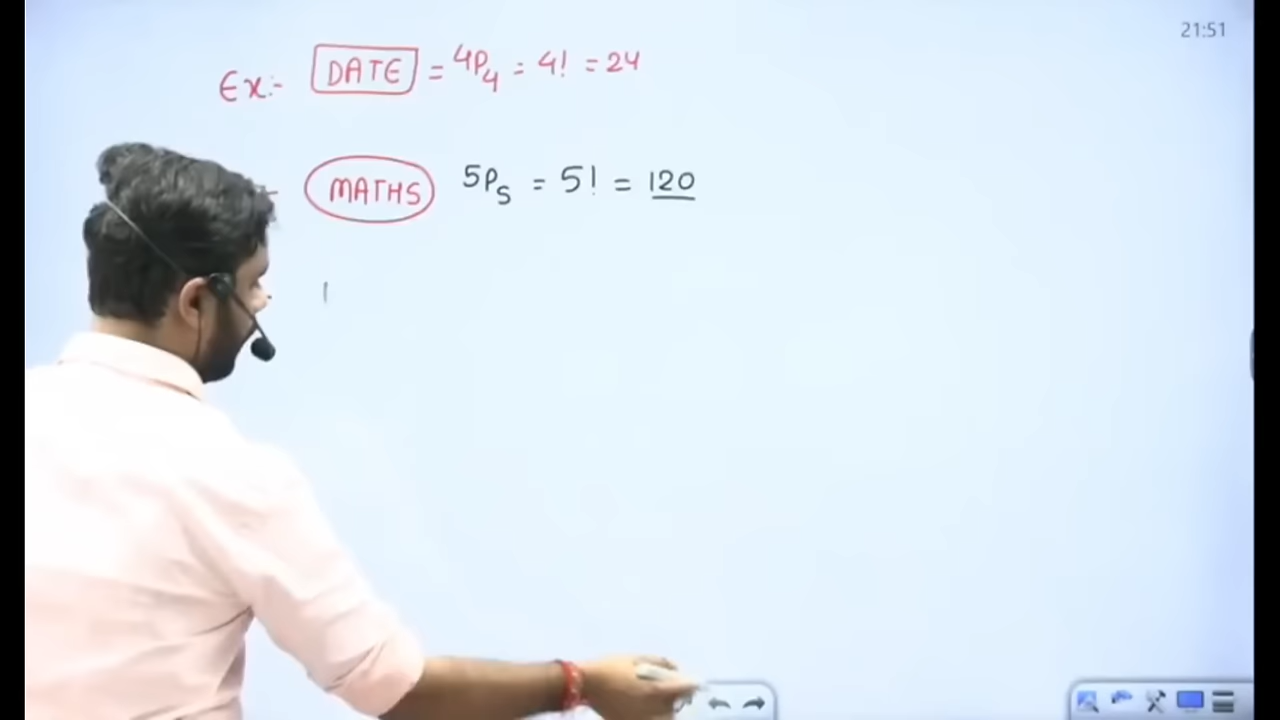 21:51
Ex:- DATE = 4P4 = 4! = 24
MATHS 5P5 = 5! = 120